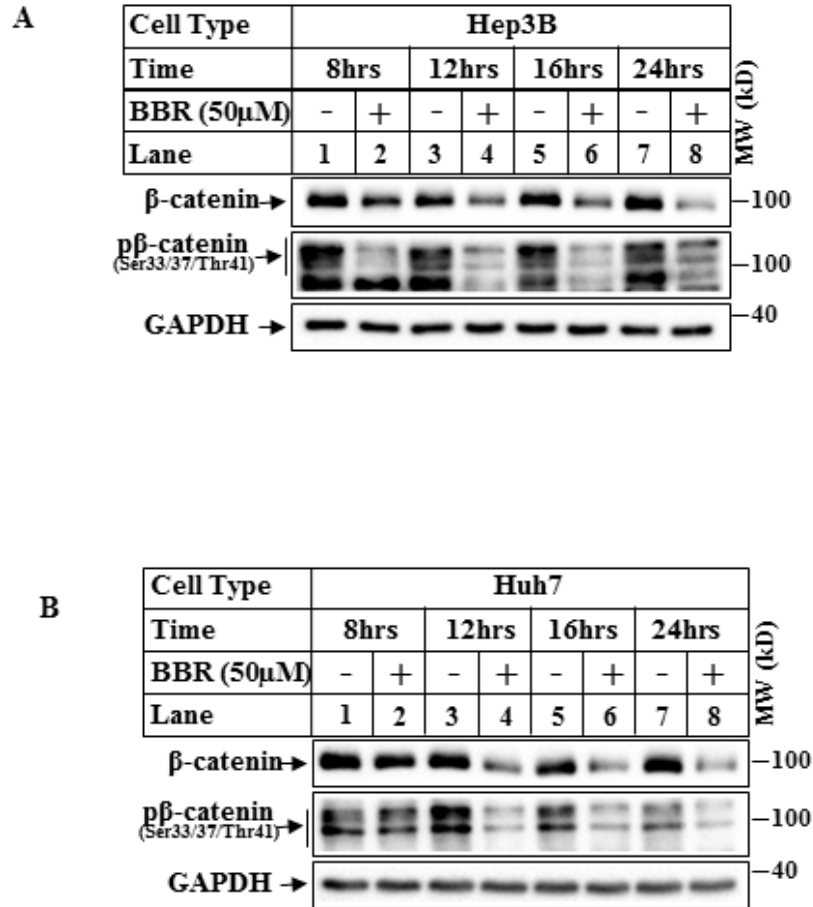 A
Cell Type Hep3B
Time 8hrs 12hrs 16hrs 24hrs
BBR (50μM) - + - + - + - +
Lane 1 2 3 4 5 6 7 8
MW (kD)
β-catenin
100
pβ-catenin
(Ser33/37/Thr41)
100
40
GAPDH
B
Cell Type Huh7
Time 8hrs 12hrs 16hrs 24hrs
BBR (50μM) - + - + - + - +
Lane 1 2 3 4 5 6 7 8
MW (kD)
β-catenin
100
pβ-catenin
(Ser33/37/Thr41)
100
40
GAPDH